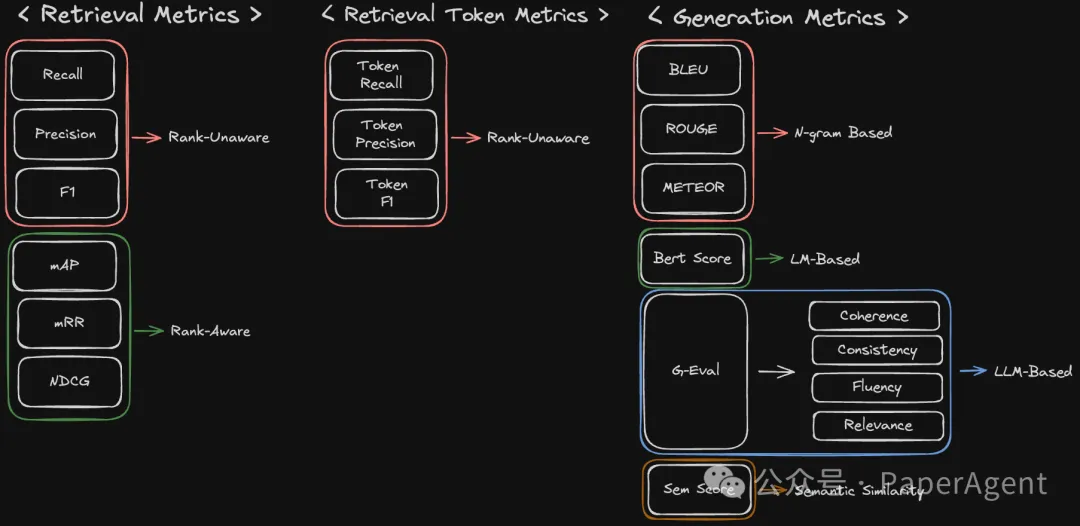 < Retrieval Metrics >
Recall
Precision
F1
Rank-Unaware
mAP
mRR
NDCG
Rank-Aware
< Retrieval Token Metrics >
Token
Recall
Token
Precision
Token
F1
Rank-Unaware
< Generation Metrics >
BLEU
ROUGE
METEOR
N-gram Based
Bert Score
LM-Based
G-Eval
Coherence
Consistency
Fluency
Relevance
LLM-Based
Sem Score
Semantic Similarity
公众号 · PaperAgent